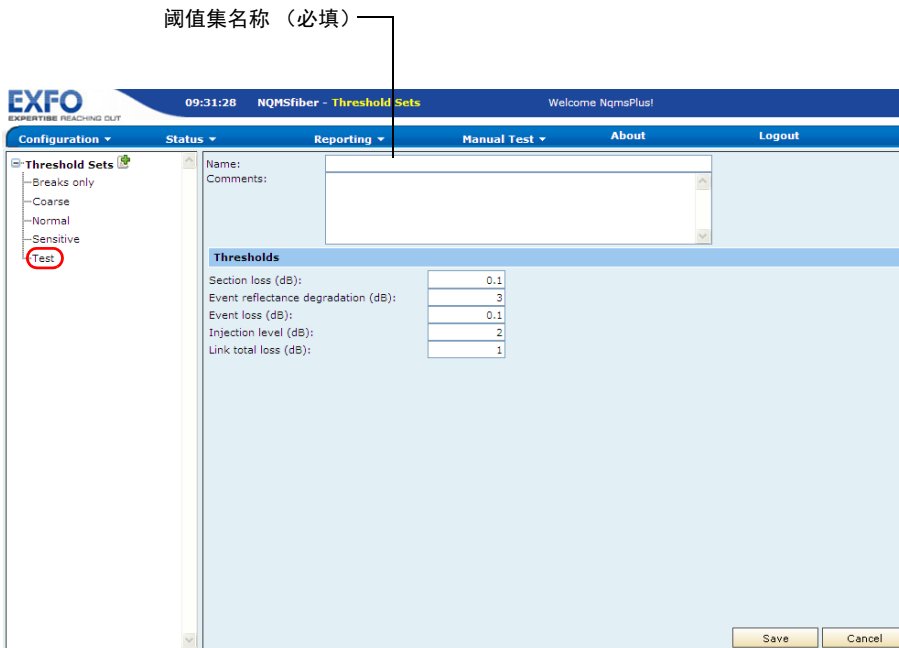 阈值集名称 （必填）
EXFO
EXPERTISE REACHING OUT
09:31:28 NQMSfiber - Threshold Sets Welcome NqmsPlus!
Configuration Status Reporting Manual Test About Logout
Threshold Sets
Breaks only
Coarse
Normal
Sensitive
Test
Name:
Comments:
Thresholds
Section loss (dB): 0.1
Event reflectance degradation (dB): 3
Event loss (dB): 0.1
Injection level (dB): 2
Link total loss (dB): 1
Save Cancel